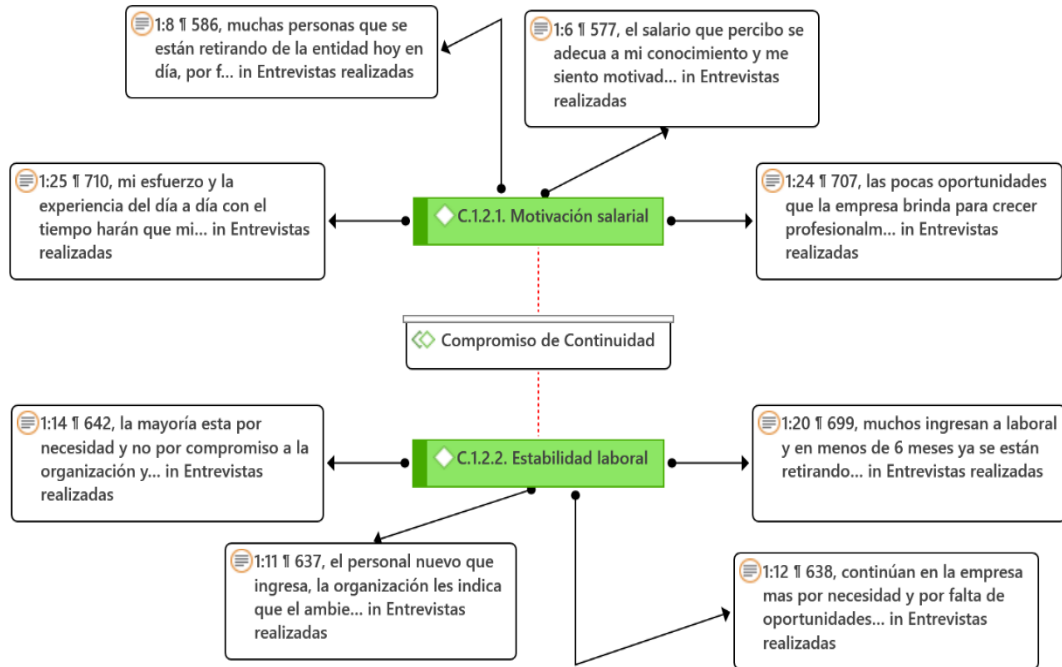 1:8 ¶ 586, muchas personas que se
están retirando de la entidad hoy en
día, por f... in Entrevistas
realizadas
1:6 ¶ 577, el salario que percibo se
adecua a mi conocimiento y me
siento motivad... in Entrevistas
realizadas
1:25 ¶ 710, mi esfuerzo y la
experiencia del día a día con el
tiempo harán que mi... in Entrevistas
realizadas
C.1.2.1. Motivación salarial
1:24 ¶ 707, las pocas oportunidades
que la empresa brinda para crecer
profesionalm... in Entrevistas
realizadas
Compromiso de Continuidad
1:14 ¶ 642, la mayoría esta por
necesidad y no por compromiso a la
organización y... in Entrevistas
realizadas
C.1.2.2. Estabilidad laboral
1:20 ¶ 699, muchos ingresan a laboral
y en menos de 6 meses ya se están
retirando... in Entrevistas realizadas
1:11 ¶ 637, el personal nuevo que
ingresa, la organización les indica
que el ambie... in Entrevistas
realizadas
1:12 ¶ 638, continúan en la empresa
mas por necesidad y por falta de
oportunidades... in Entrevistas
realizadas